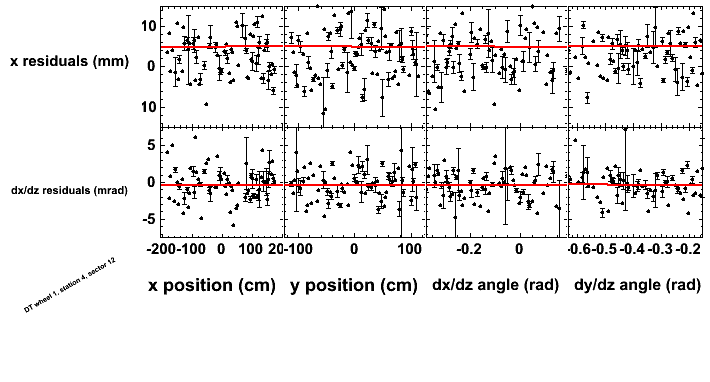 10
x residuals (mm)
0
10
5
dx/dz residuals (mrad)
0
-5
-200-100 0 100 20-100 0 100 -0.2 0 -0.6-0.5-0.4-0.3-0.2
x position (cm) y position (cm) dx/dz angle (rad) dy/dz angle (rad)
DT wheel 1, station 4, sector 12